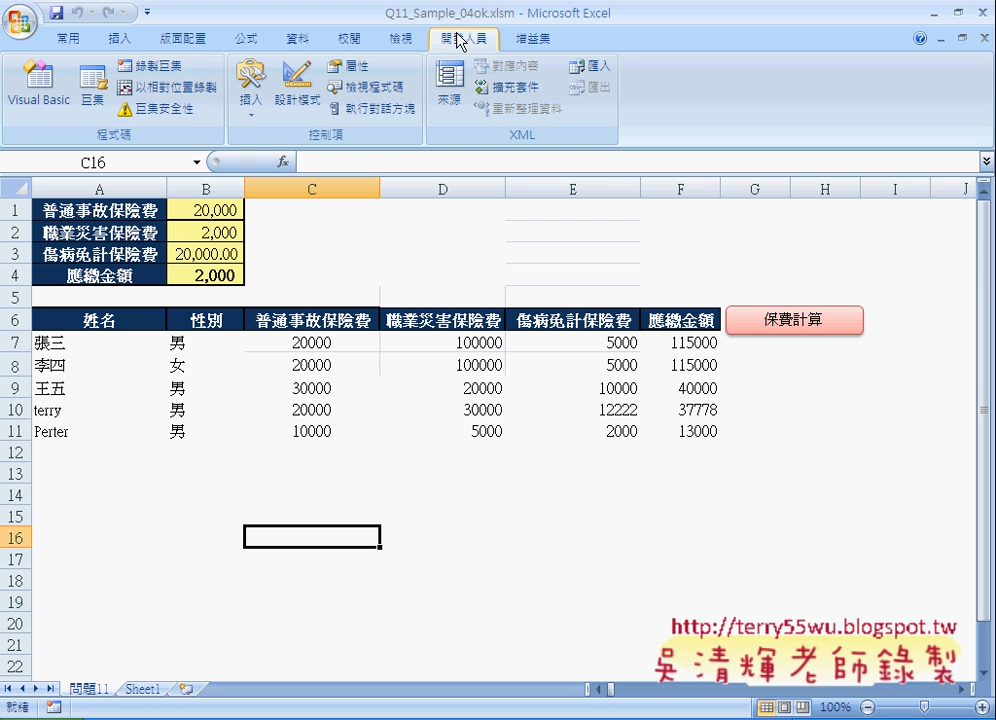 Q11_Sample_04ok.xlsm - Microsoft Excel
常用 插入 版面配置 公式 資料 校閱 檢視 開發人員 增益集
Visual Basic 巨集 錄製巨集 以相對位置錄製 巨集安全性 程式碼
插入 設計模式 屬性 檢視程式碼 執行對話方塊 控制項
來源 對應內容 擴充套件 重新整理資料 匯入 匯出 XML
C16 fx
A B C D E F G H I J
1 普通事故保險費 20,000
2 職業災害保險費 2,000
3 傷病免計保險費 20,000.00
4 應繳金額 2,000
5
6 姓名 性別 普通事故保險費 職業災害保險費 傷病免計保險費 應繳金額 保費計算
7 張三 男 20000 100000 5000 115000
8 李四 女 20000 100000 5000 115000
9 王五 男 30000 20000 10000 40000
10 terry 男 20000 30000 12222 37778
11 Perter 男 10000 5000 2000 13000
12
13
14
15
16
17
18
19
20
21
22
http://terry55wu.blogspot.tw
吳清輝老師錄製
問題11 Sheet1
就緒 100%